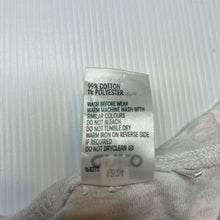 99% COTTON
1% POLYESTER
WASH BEFORE WEAR
WARM MACHINE WASH WITH
SIMILAR COLOURS
DO NOT BLEACH
DO NOT TUMBLE DRY
WARM IRON ON REVERSE SIDE
IF REQUIRED
DO NOT DRYCLEAN